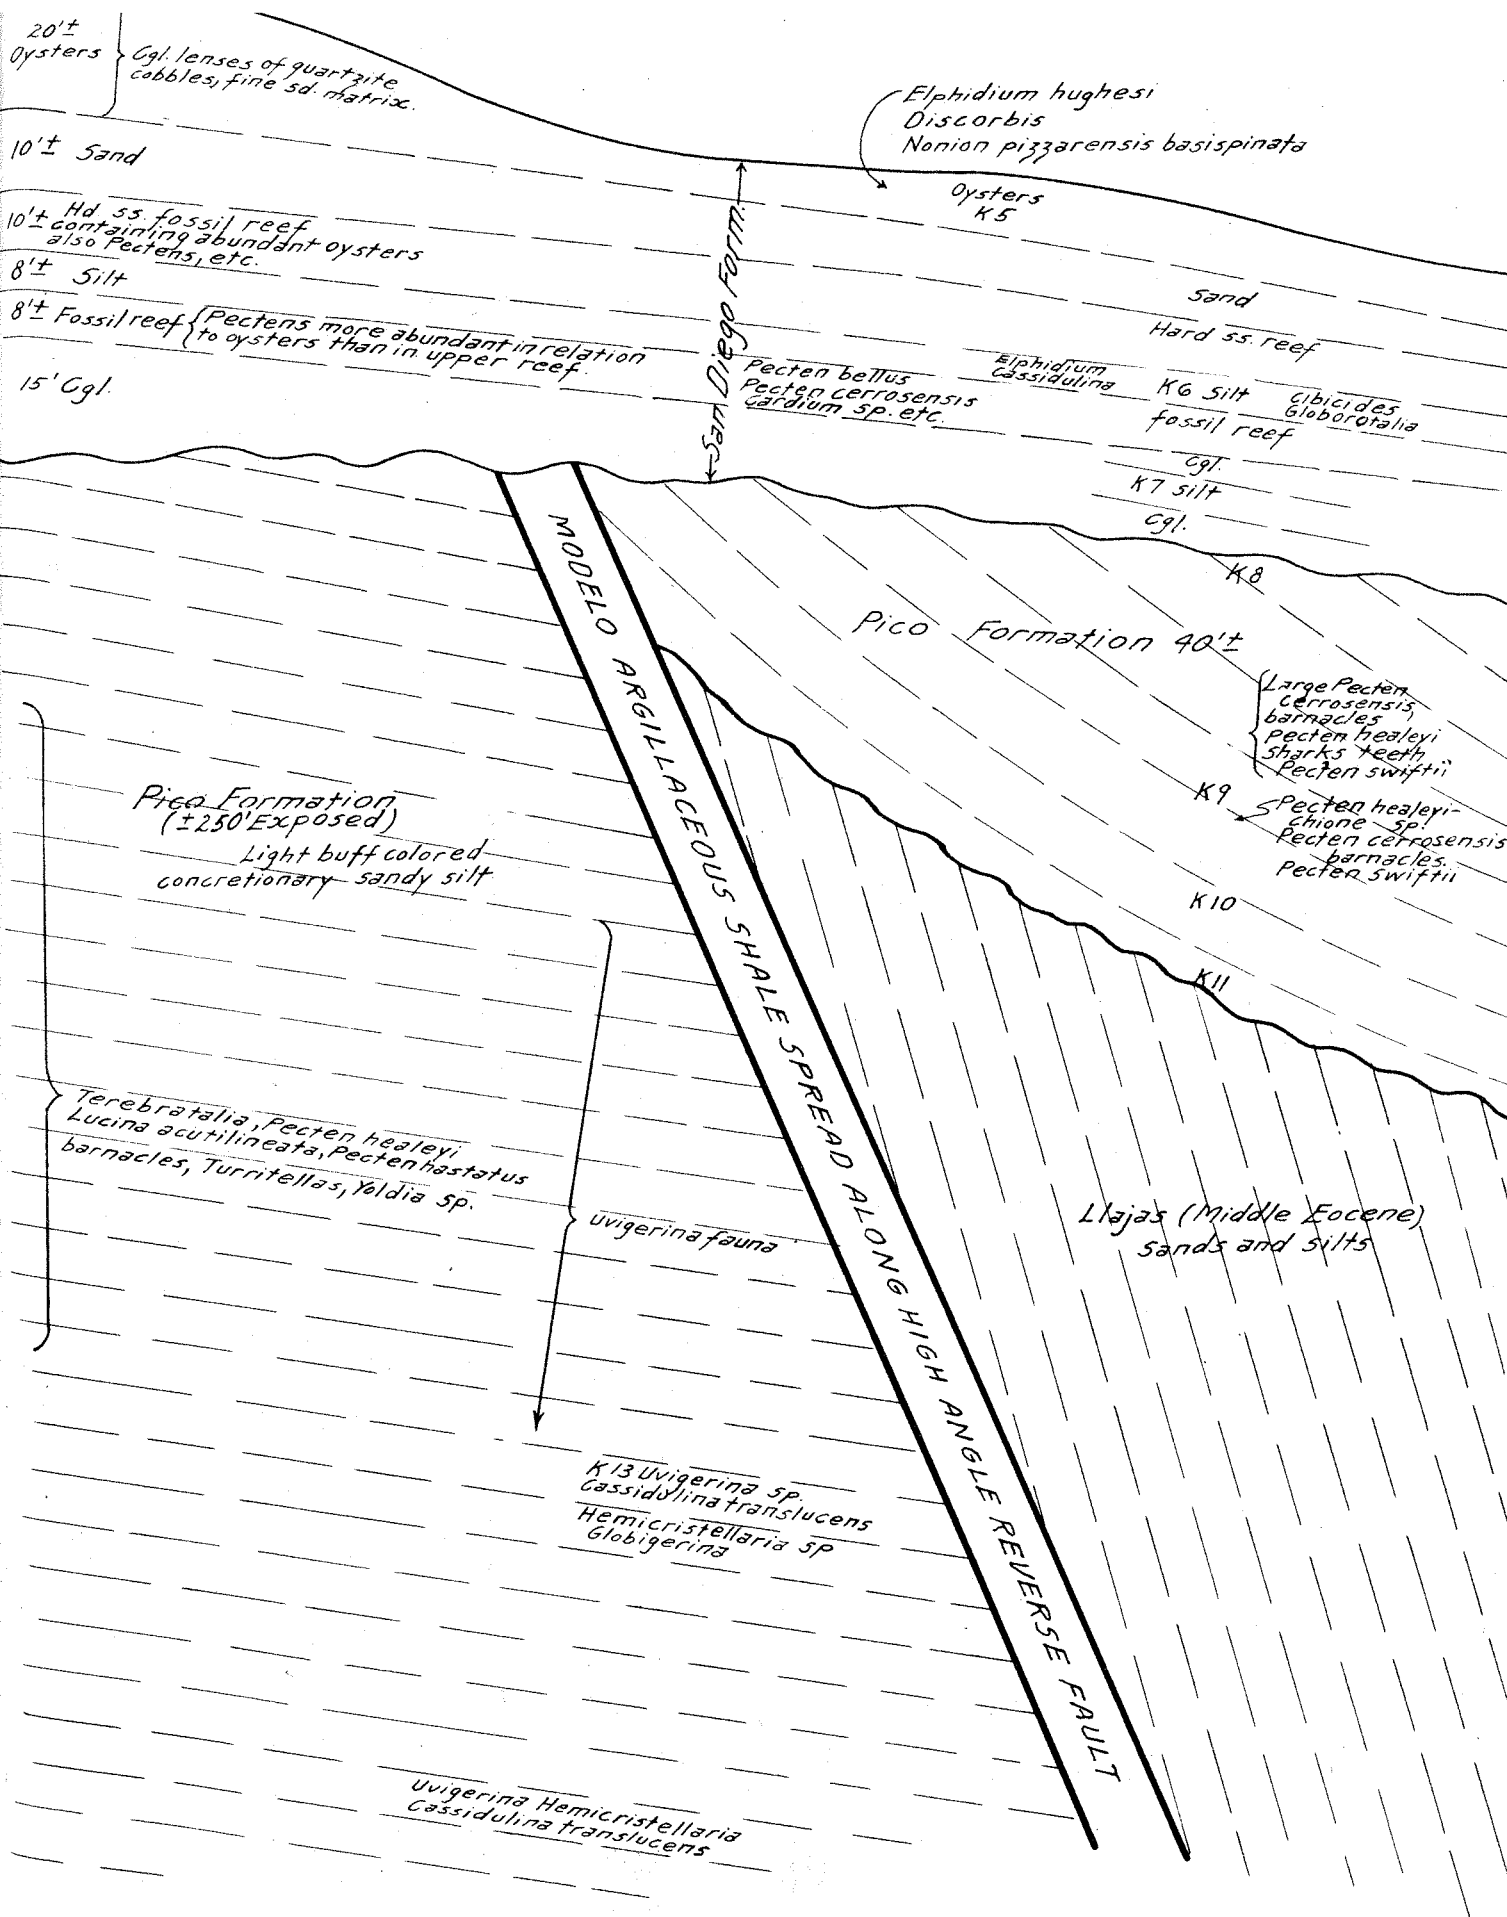 20'±
Oysters
Cgl. lenses of quartzite
cobbles, fine sd. matrix.
10'± Sand
10'± Hd. ss. fossil reef
containing abundant oysters
also Pectens, etc.
8'± Silt
8'± Fossil reef
Pectens more abundant in relation
to oysters than in upper reef.
15' Cgl.
San Diego Form.
Elphidium hughesi
Discorbis
Nonion pizzarensis basispinata
Oysters
K5
Sand
Hard ss. reef
Pecten bellus
Pecten cerrosensis
Cardium sp. etc.
Elphidium
Cassidulina
K6 silt
Cibicides
Globorotalia
fossil reef
Cgl.
K7 silt
Cgl.
K8
Pico Formation 40'±
Large Pecten
cerrosensis,
barnacles
Pecten healeyi
sharks teeth
Pecten swiftii
K9
Pecten healeyi-
Chione sp.
Pecten cerrosensis
barnacles.
Pecten swiftii
K10
K11
MODELO ARGILLACEOUS SHALE SPREAD ALONG HIGH ANGLE REVERSE FAULT
Pico Formation
(±250' Exposed)
Light buff colored
concretionary sandy silt
Terebratalia, Pecten healeyi
Lucina acutilineata, Pecten hastatus
barnacles, Turritellas, Yoldia sp.
Uvigerina fauna
Llajas (Middle Eocene)
Sands and silts
K13 Uvigerina sp.
Cassidulina translucens
Hemicristellaria sp
Globigerina
Uvigerina Hemicristellaria
Cassidulina translucens